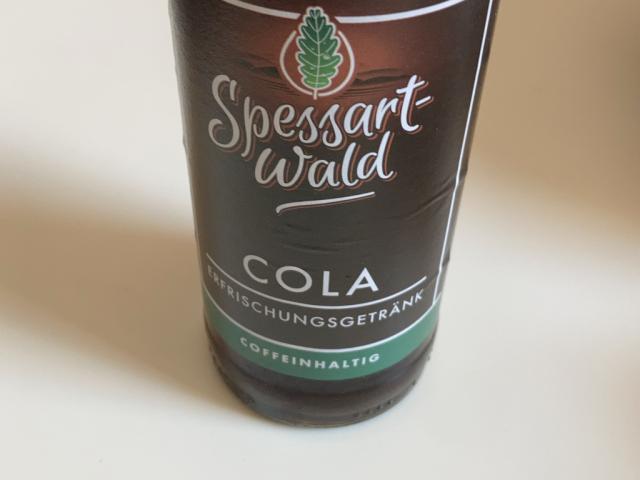 Spessart-
wald
COLA
ERFRISCHUNGSGETRÄNK
COFFEINHALTIG